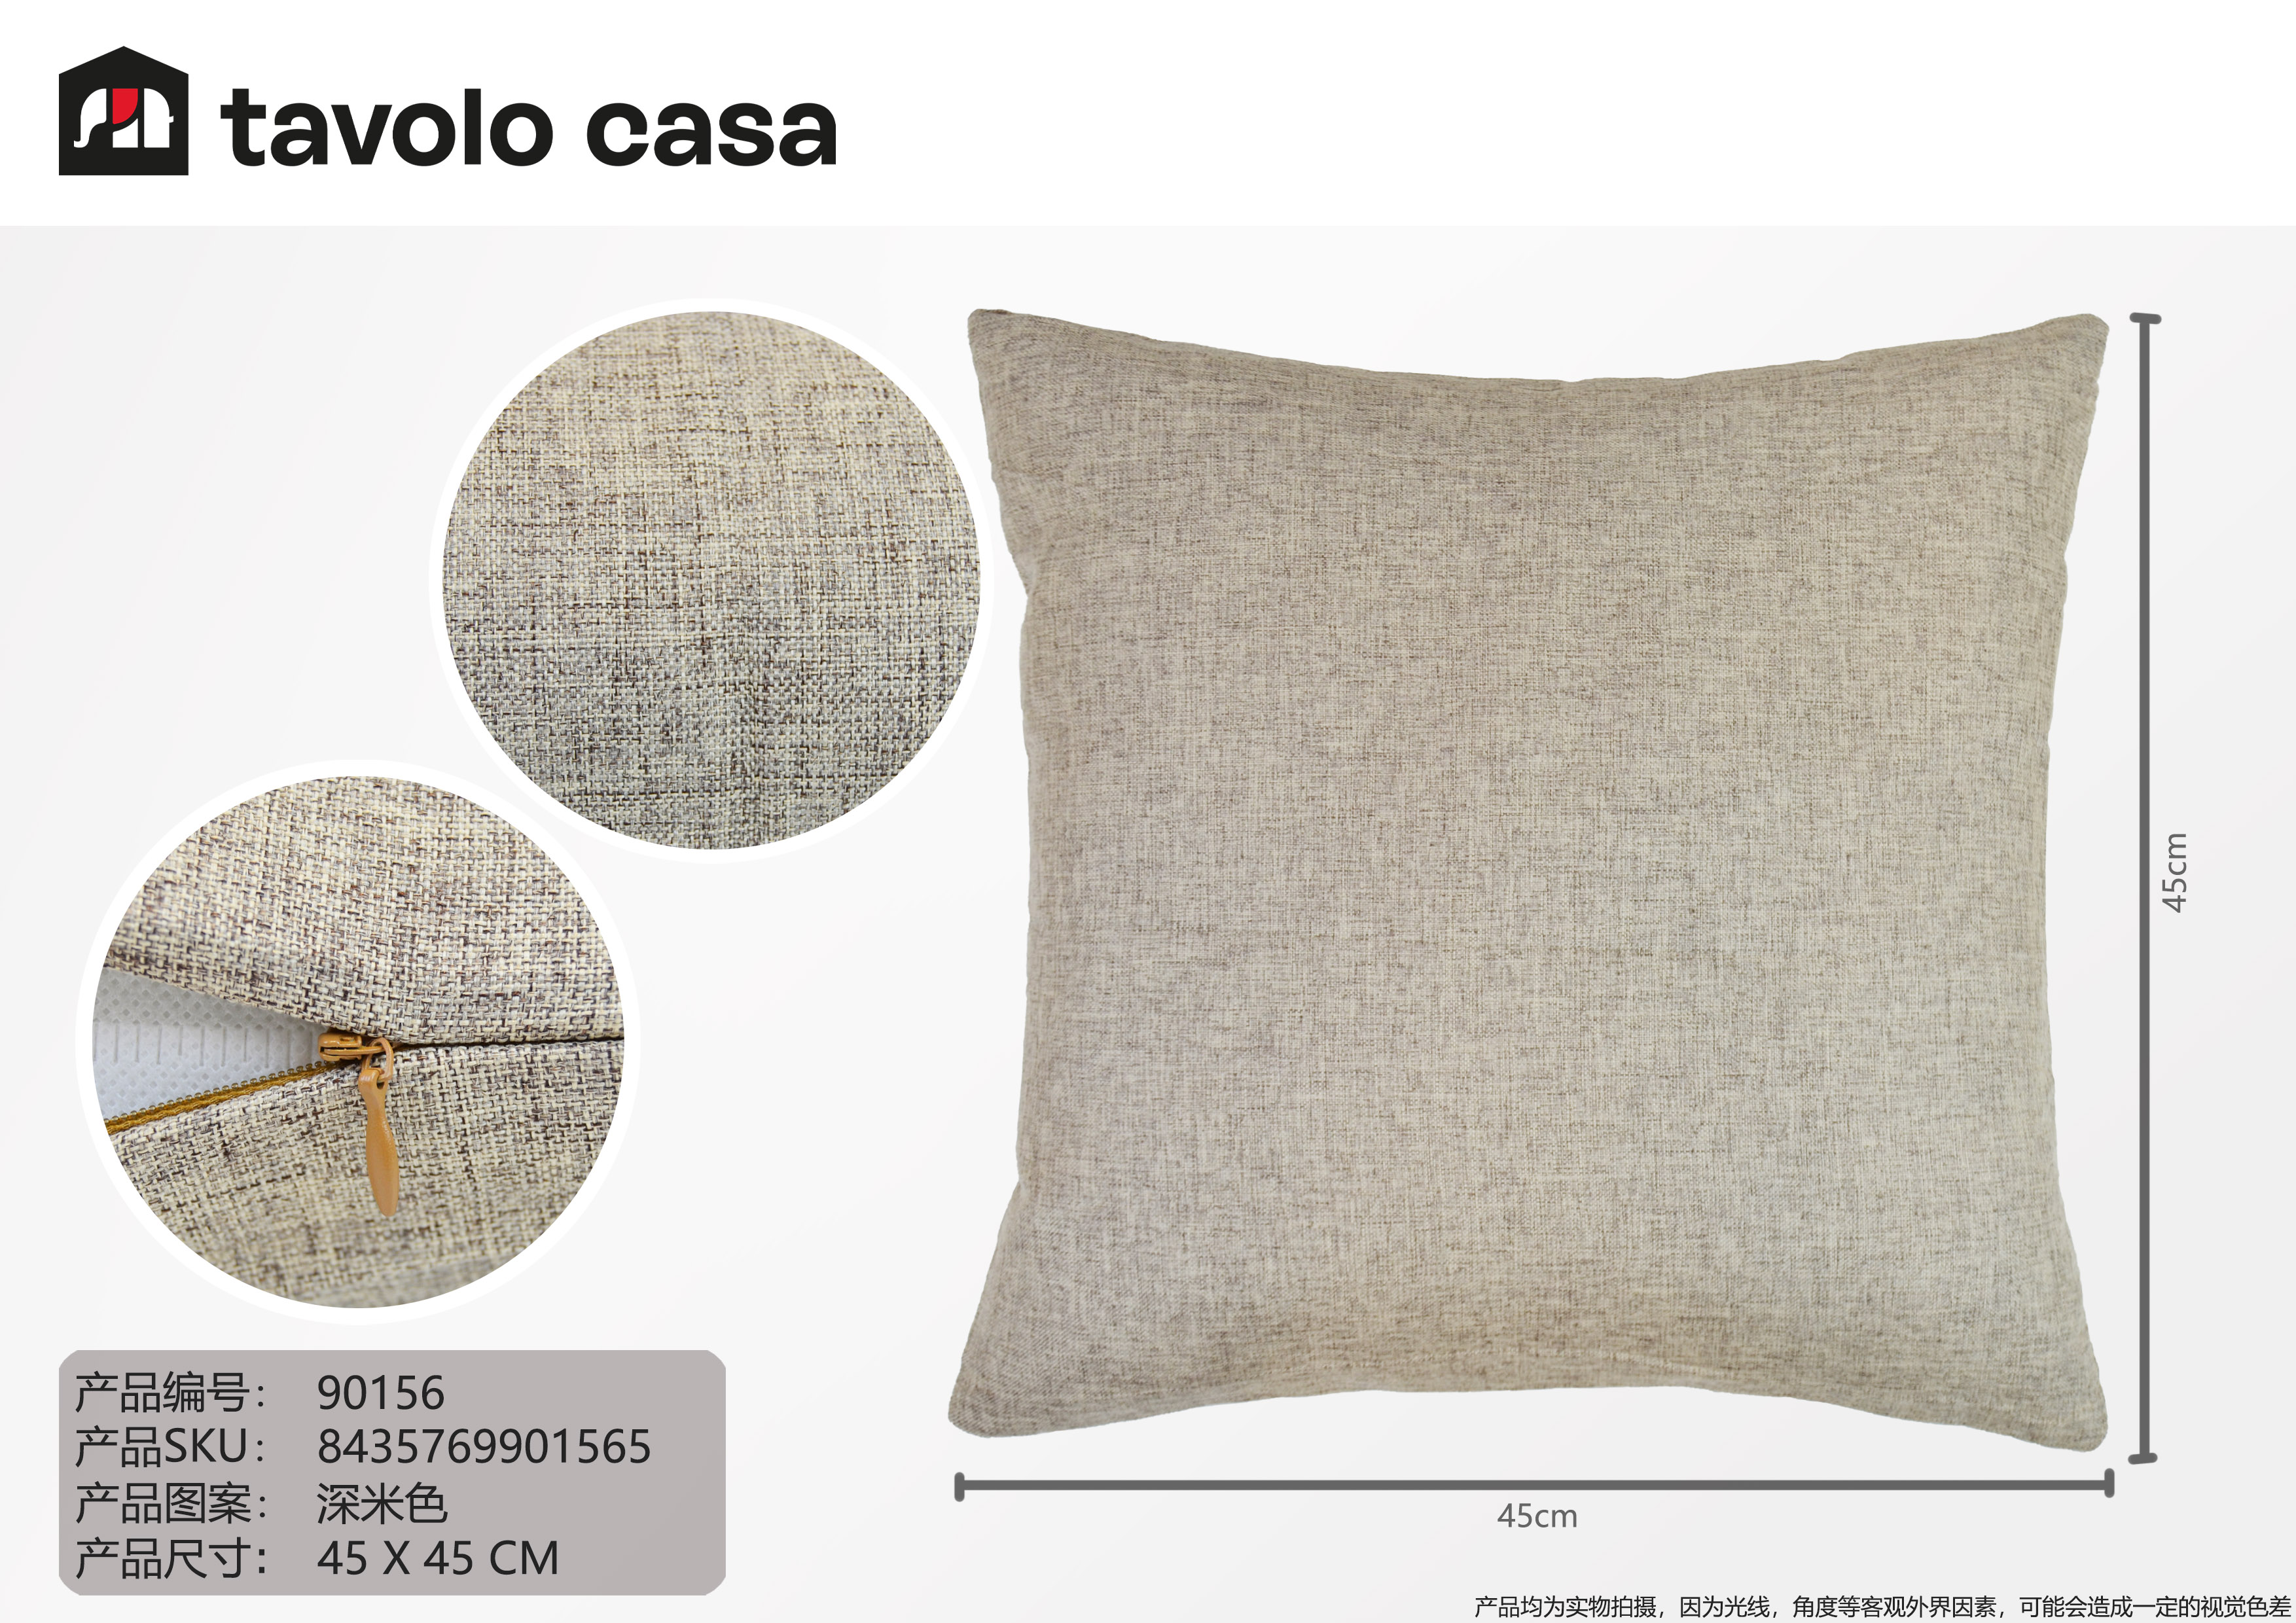 tavolo casa
45cm
45cm
产品编号： 90156
产品SKU： 8435769901565
产品图案： 深米色
产品尺寸： 45 X 45 CM
产品均为实物拍摄，因为光线，角度等客观外界因素，可能会造成一定的视觉色差